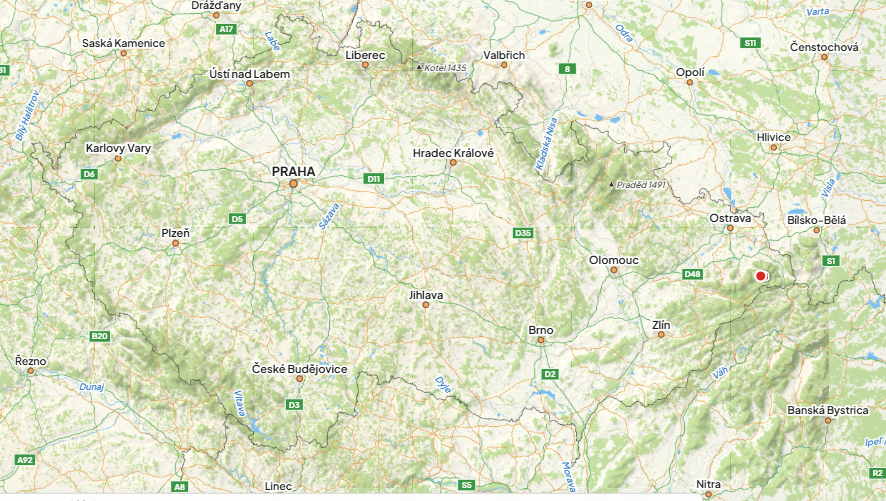 Drážďany
Varta
A17
Odra
Labe
Saská Kamenice
S11
Čenstochová
Liberec
Valbřich
Kotel 1435
8
Opolí
Ústí nad Labem
Bílý Halštrov
Hlivice
Karlovy Vary
Kladská Nisa
Hradec Králové
D6
PRAHA
D11
Praděd 1491
Visla
Sázava
D5
Ostrava
Bílsko-Bělá
Plzeň
D35
Olomouc
S1
D48
Jihlava
Zlín
Brno
B20
Řezno
České Budějovice
Váh
D2
Dunaj
Dyje
Vltava
D3
Banská Bystrica
A92
R2
Linec
A8
S5
Morava
Nitra